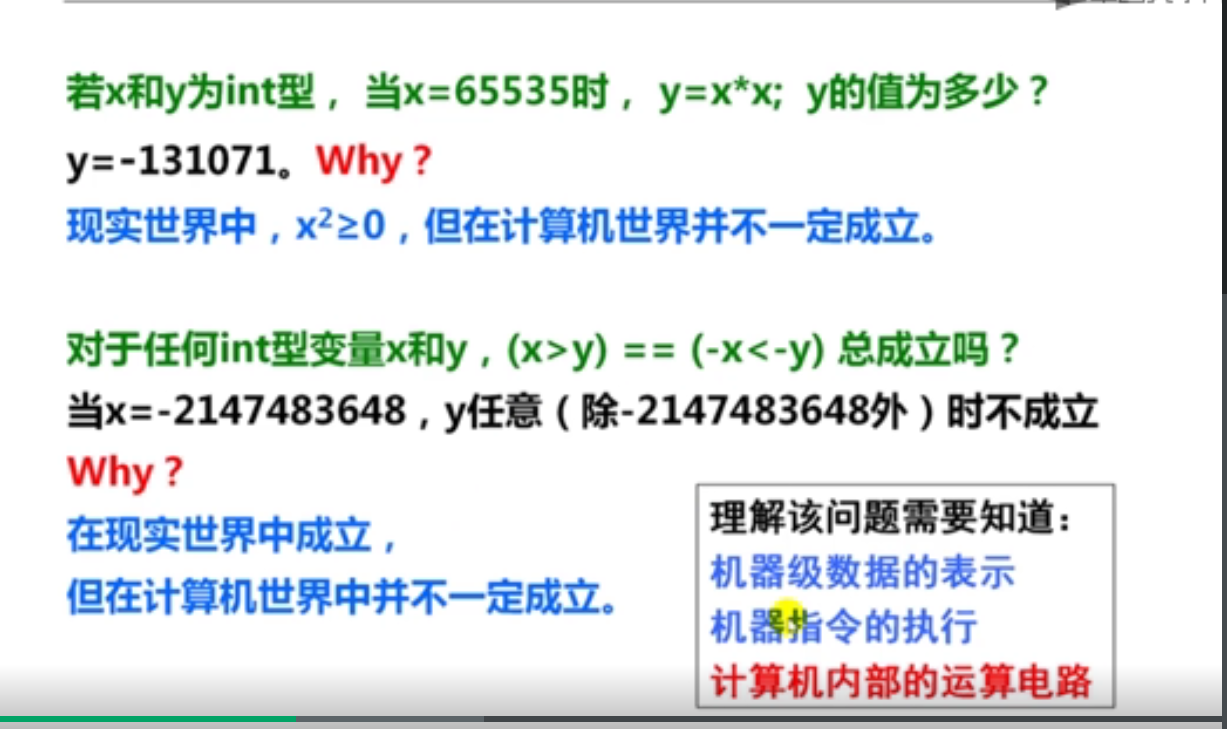 若x和y为int型， 当x=65535时， y=x*x; y的值为多少？
y=-131071。Why？
现实世界中，x²≥0，但在计算机世界并不一定成立。
对于任何int型变量x和y，(x>y) == (-x<-y) 总成立吗？
当x=-2147483648，y任意（除-2147483648外）时不成立
Why？
在现实世界中成立，
但在计算机世界中并不一定成立。
理解该问题需要知道：
机器级数据的表示
机器指令的执行
计算机内部的运算电路